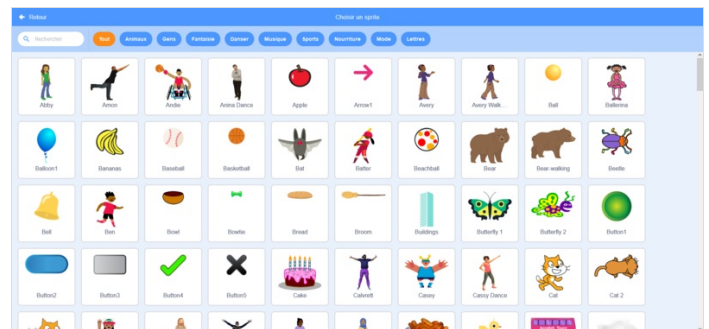 Retour
Choisir un sprite
Rechercher
Tout Animaux Gens Fantaisie Danser Musique Sports Nourriture Mode Lettres
Abby Amon Andie Anina Dance Apple Arrow1 Avery Avery Walk... Ball Ballerina
Balloon1 Bananas Baseball Basketball Bat Batter Beachball Bear Bear-walking Beetle
Bell Ben Bowl Bowtie Bread Broom Buildings Butterfly 1 Butterfly 2 Button1
Button2 Button3 Button4 Button5 Cake Calvrett Casey Cassy Dance Cat Cat 2